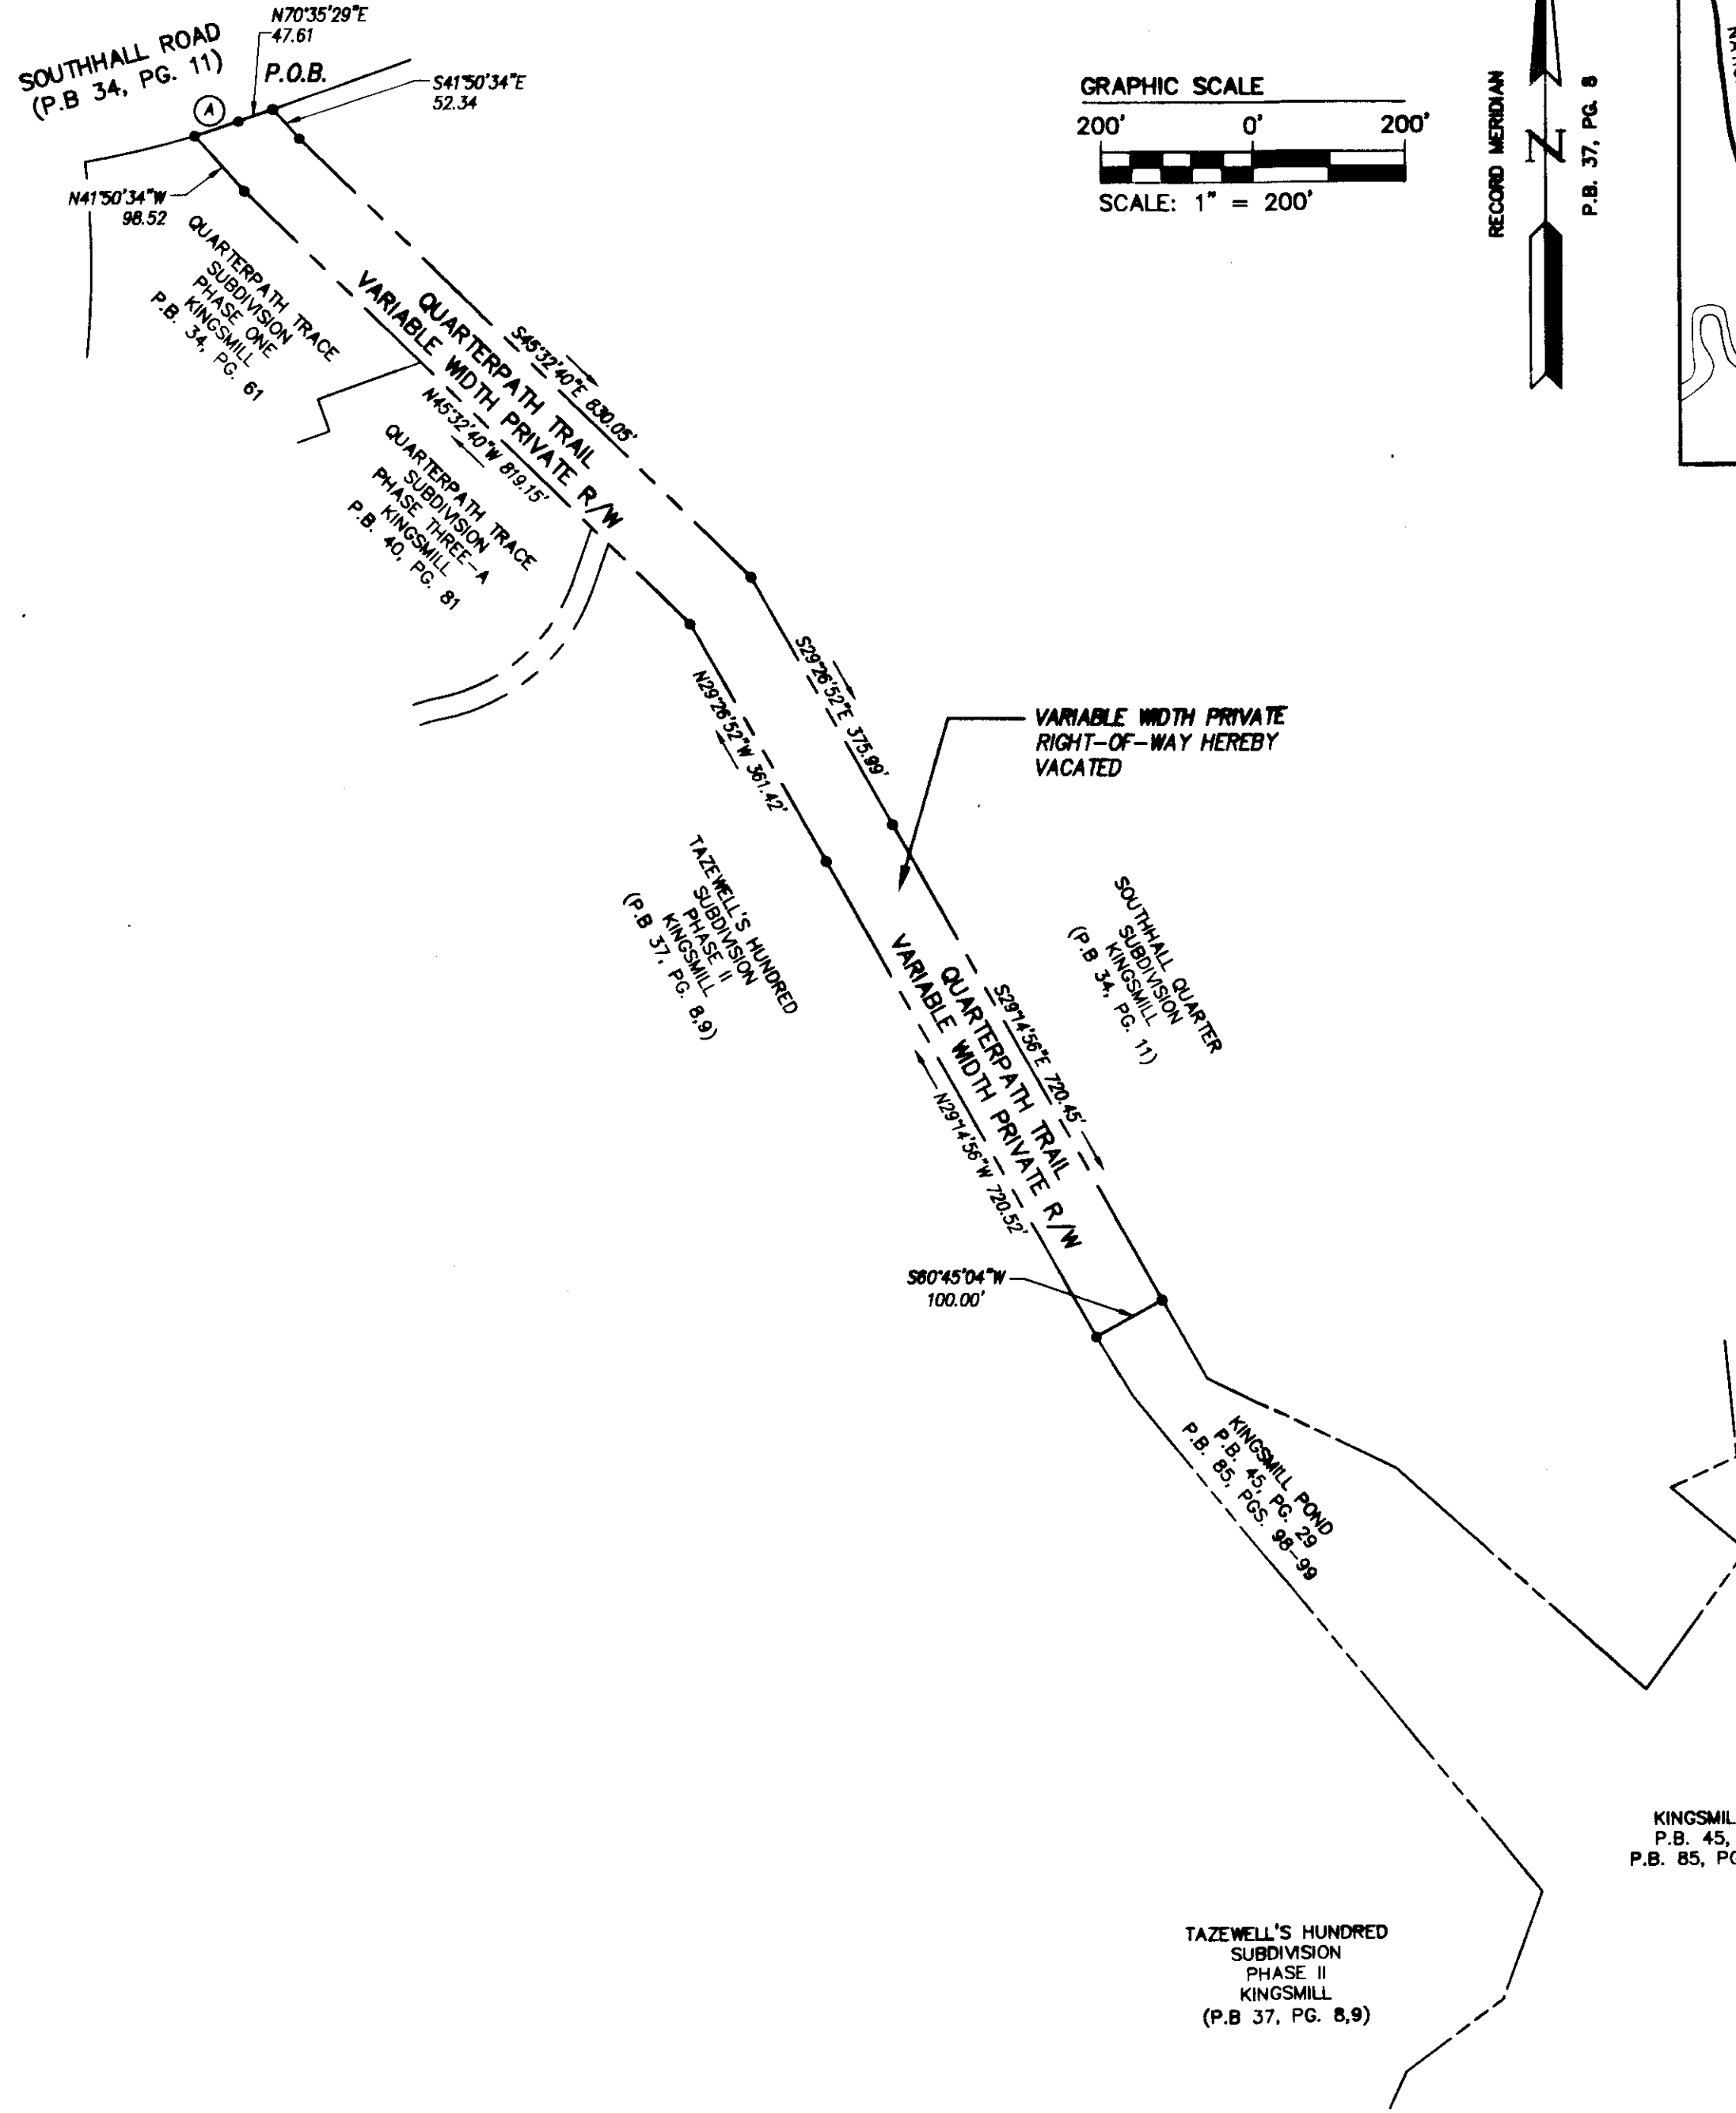 N70°35'29"E
47.61
SOUTHHALL ROAD
(P.B 34, PG. 11)
P.O.B.
S41°50'34"E
52.34
A
N41°50'34"W
98.52
GRAPHIC SCALE
200' 0' 200'
SCALE: 1" = 200'
RECORD MERIDIAN
N
P.B. 37, PG. 8
QUARTERPATH TRACE
SUBDIVISION
PHASE ONE
KINGSMILL
P.B. 34, PG. 61
QUARTERPATH TRAIL
VARIABLE WIDTH PRIVATE R/W
S45°32'40"E 830.05'
N45°32'40"W 819.15'
QUARTERPATH TRACE
SUBDIVISION
PHASE THREE-A
KINGSMILL
P.B. 40, PG. 81
S29°26'52"E 375.99'
N29°26'52"W 361.42'
VARIABLE WIDTH PRIVATE
RIGHT-OF-WAY HEREBY
VACATED
TAZEWELL'S HUNDRED
SUBDIVISION
PHASE II
KINGSMILL
(P.B 37, PG. 8,9)
SOUTHALL QUARTER
SUBDIVISION
KINGSMILL
(P.B 34, PG. 11)
QUARTERPATH TRAIL
VARIABLE WIDTH PRIVATE R/W
S29°14'56"E 720.45'
N29°14'56"W 720.52'
S60°45'04"W
100.00'
KINGSMILL POND
P.B. 45, PG. 29
P.B. 85, PGS. 98-99
KINGSMIL
P.B. 45,
P.B. 85, PG
TAZEWELL'S HUNDRED
SUBDIVISION
PHASE II
KINGSMILL
(P.B 37, PG. 8,9)